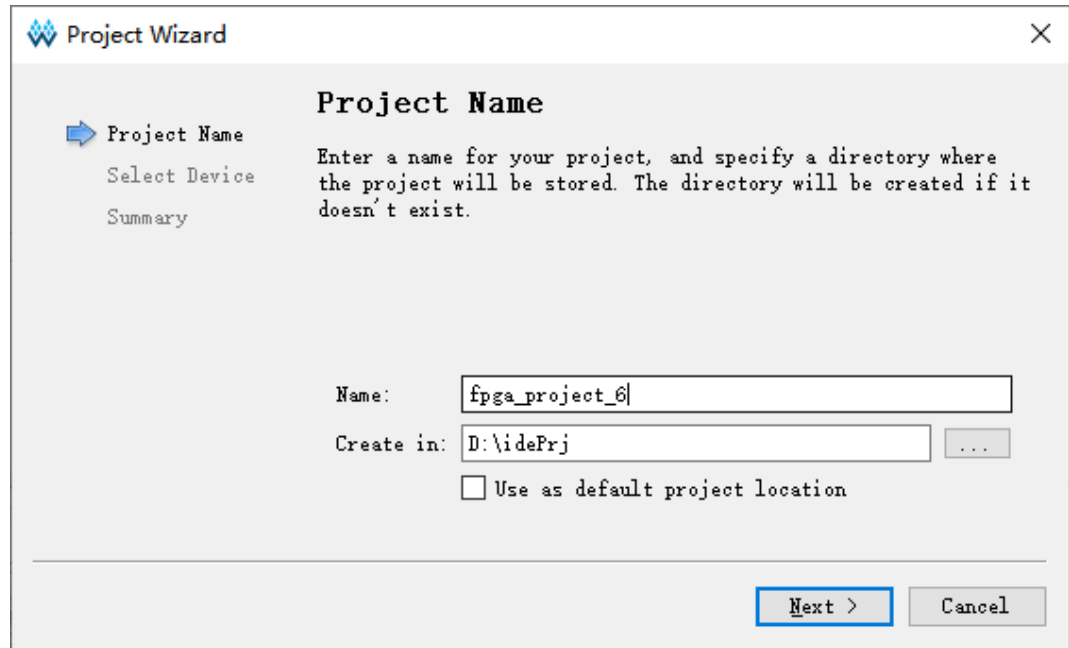 Project Wizard
Project Name
Select Device
Summary
Project Name
Enter a name for your project, and specify a directory where
the project will be stored. The directory will be created if it
doesn't exist.
Name: fpga_project_6
Create in: D:\idePrj ...
Use as default project location
Next > Cancel